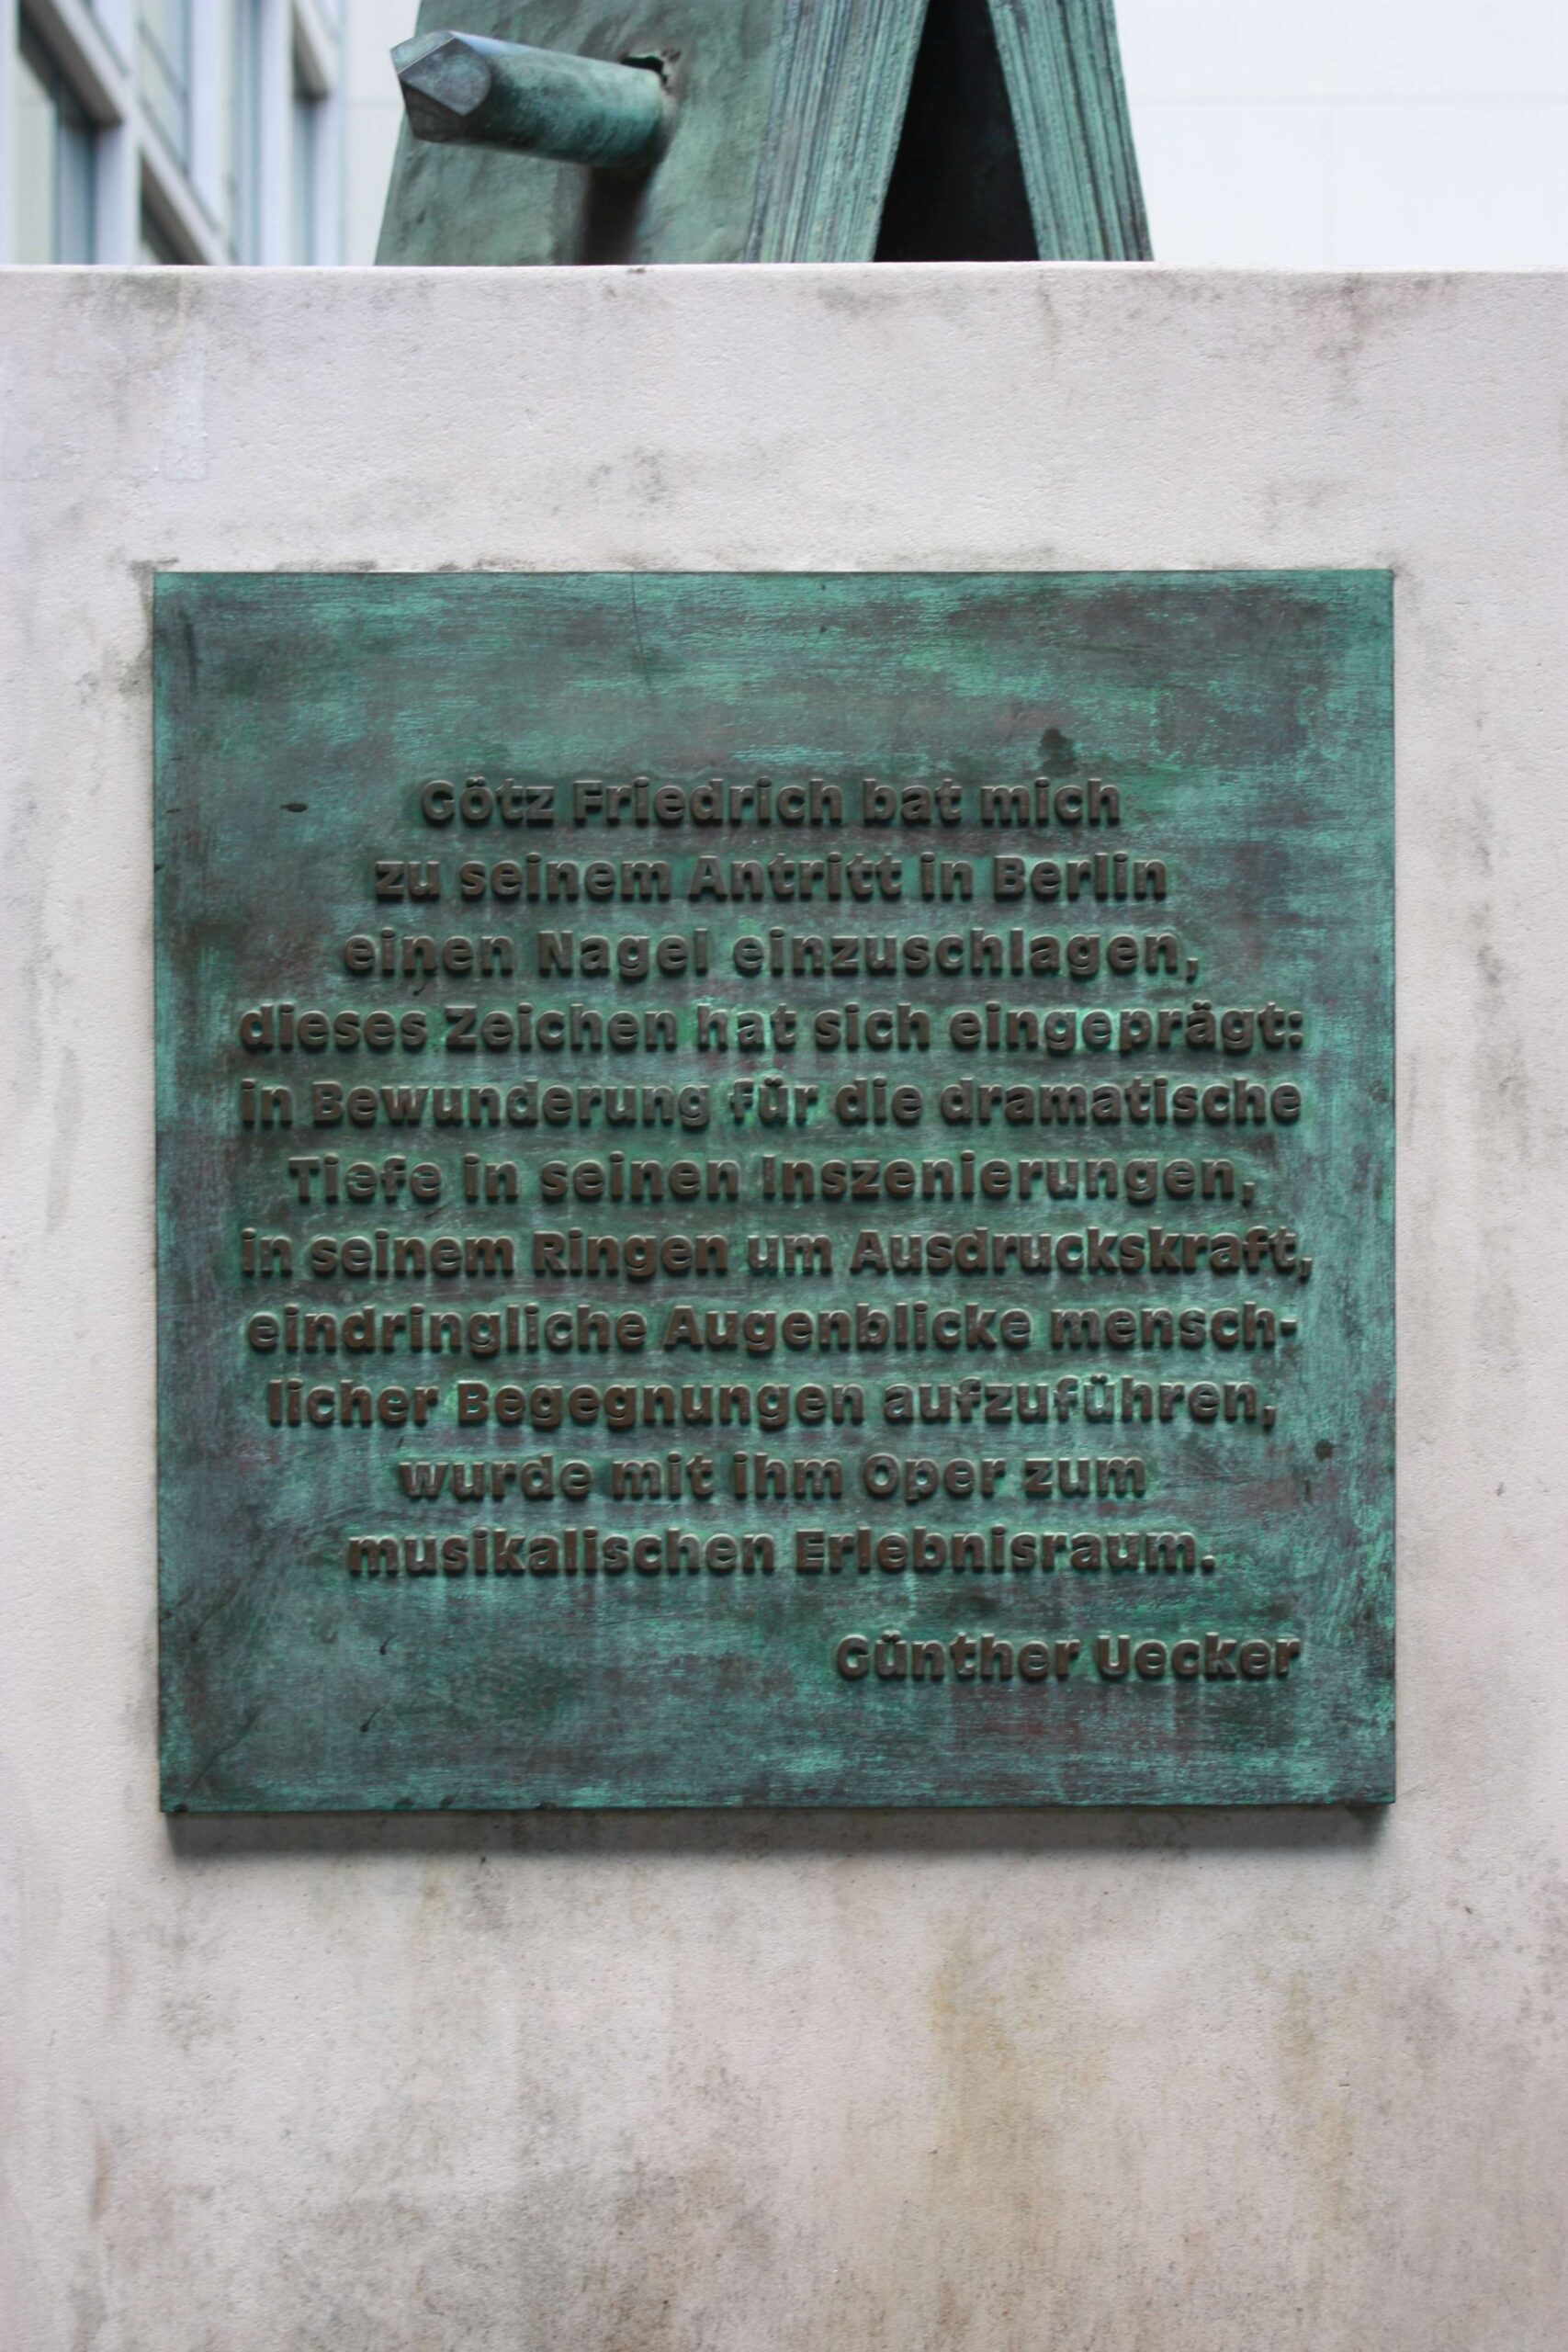 Götz Friedrich bat mich
zu seinem Antritt in Berlin
einen Nagel einzuschlagen,
dieses Zeichen hat sich eingeprägt:
in Bewunderung für die dramatische
Tiefe in seinen Inszenierungen,
in seinem Ringen um Ausdruckskraft,
eindringliche Augenblicke mensch-
licher Begegnungen aufzuführen,
wurde mit ihm Oper zum
musikalischen Erlebnisraum.
Günther Uecker